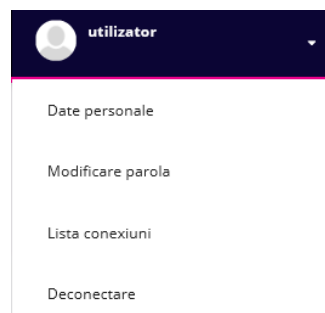 utilizator
Date personale
Modificare parola
Lista conexiuni
Deconectare